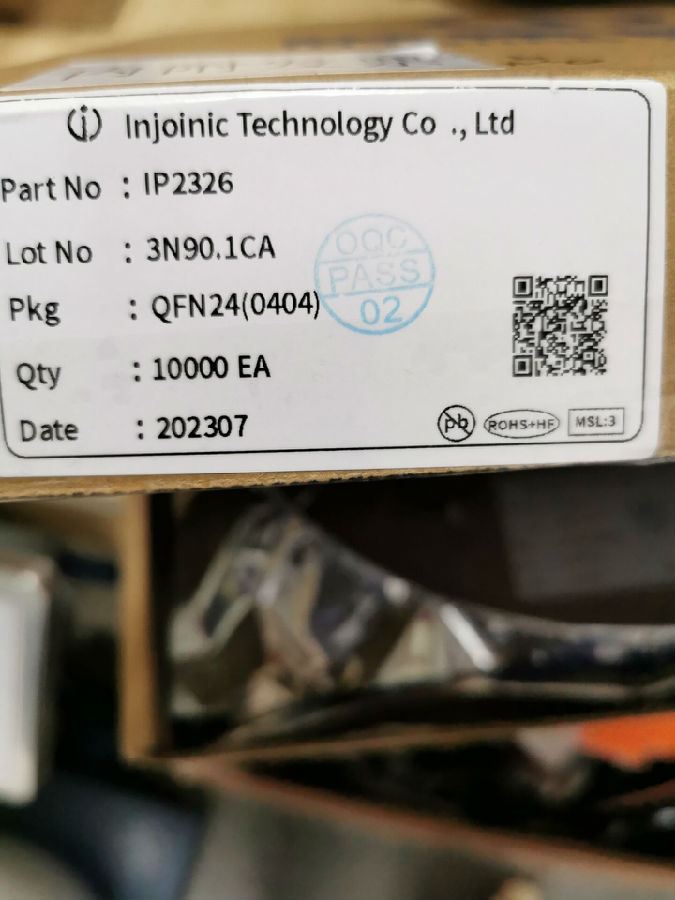 Injoinic Technology Co ., Ltd
Part No : IP2326
Lot No : 3N90.1CA
Pkg : QFN24(0404)
Qty : 10000 EA
Date : 202307
OQC
PASS
02
Pb
ROHS+HF
MSL:3